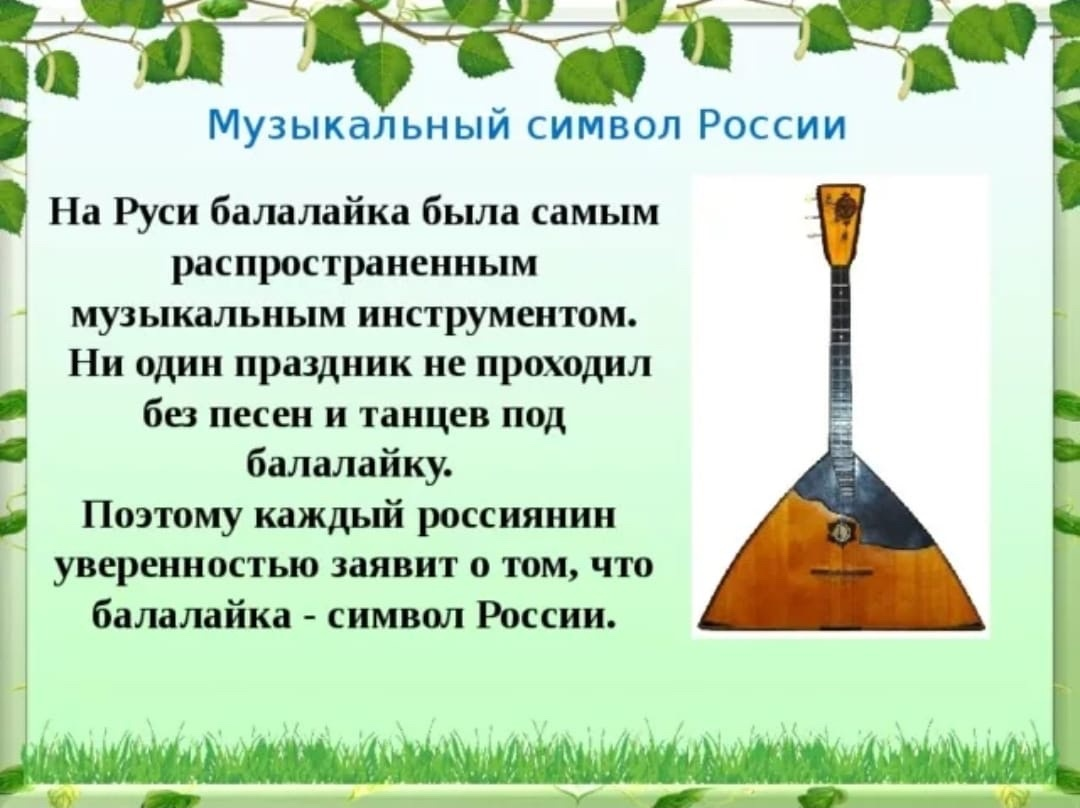 Музыкальный символ России
На Руси балалайка была самым
распространенным
музыкальным инструментом.
Ни один праздник не проходил
без песен и танцев под
балалайку.
Поэтому каждый россиянин
уверенностью заявит о том, что
балалайка - символ России.